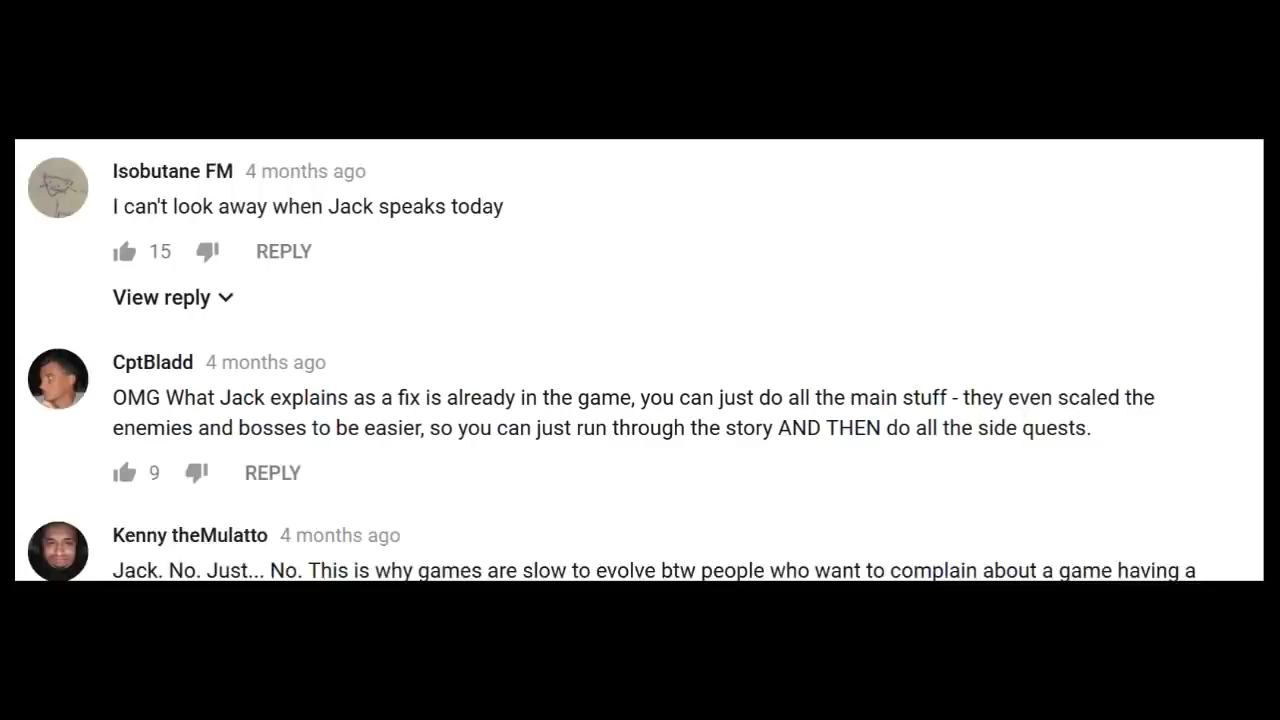 Isobutane FM 4 months ago
I can't look away when Jack speaks today
15 REPLY
View reply
CptBladd 4 months ago
OMG What Jack explains as a fix is already in the game, you can just do all the main stuff - they even scaled the
enemies and bosses to be easier, so you can just run through the story AND THEN do all the side quests.
9 REPLY
Kenny theMulatto 4 months ago
Jack. No. Just... No. This is why games are slow to evolve btw people who want to complain about a game having a